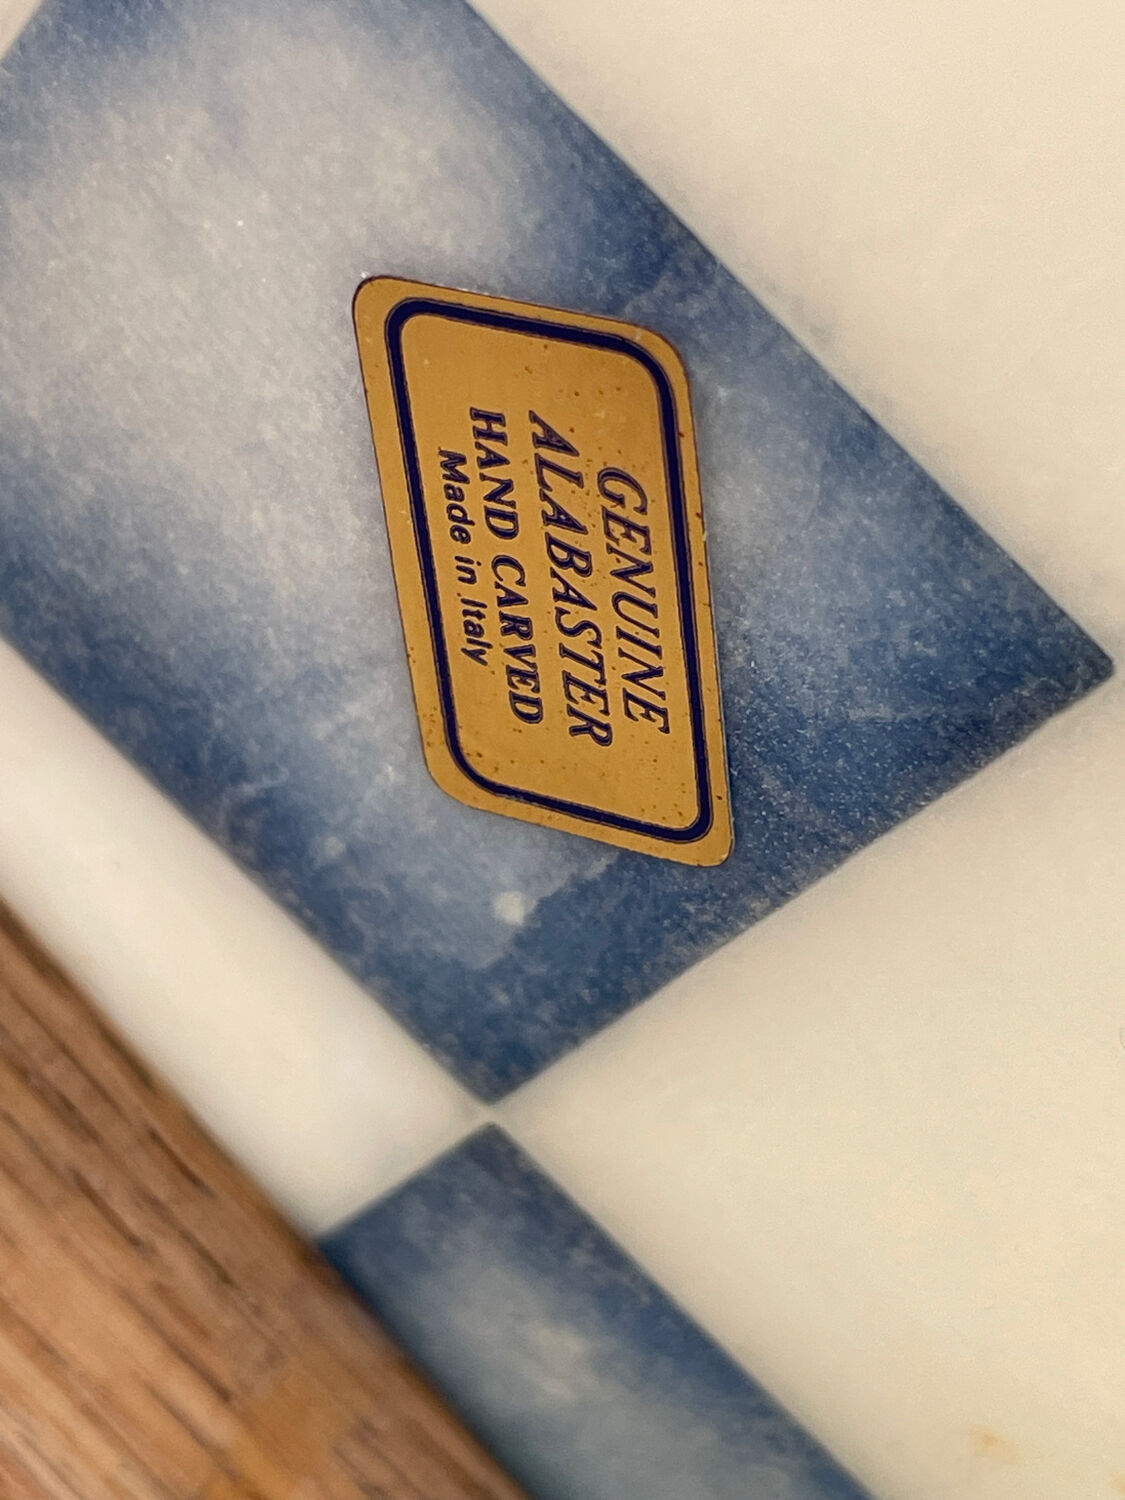 GENUINE
ALABASTER
HAND CARVED
Made in Italy